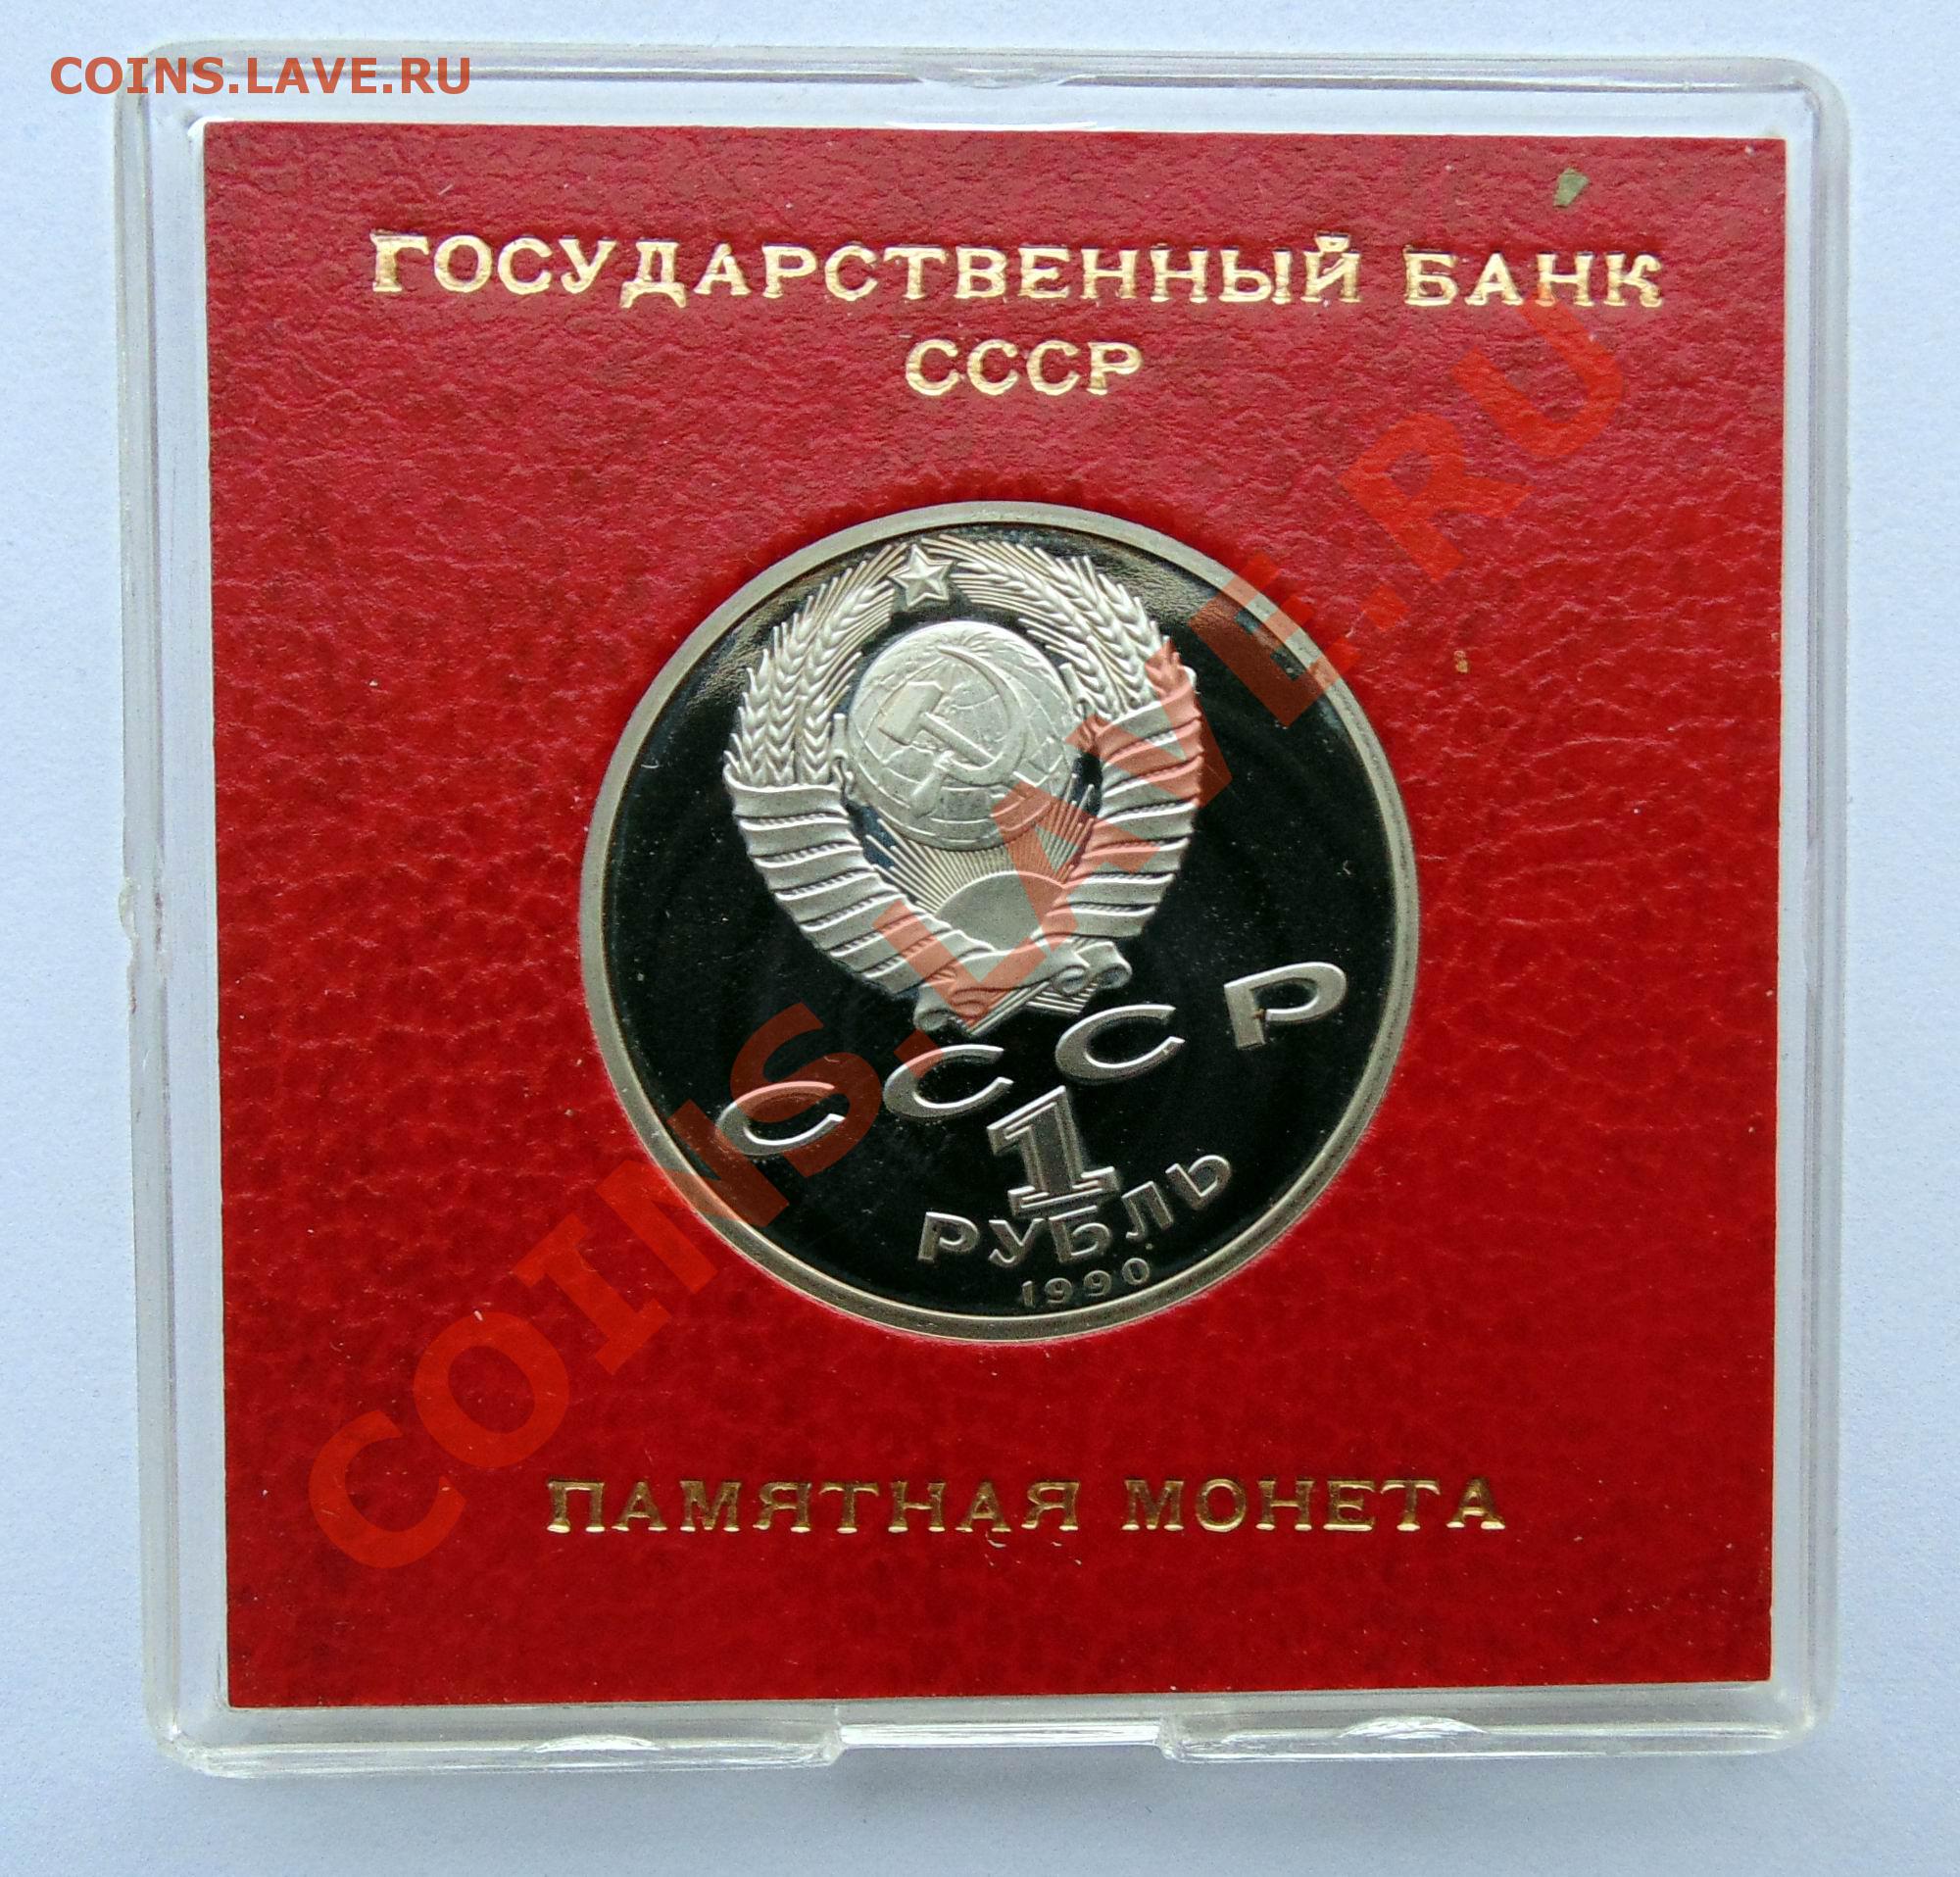 COINS.LAVE.RU
ГОСУДАРСТВЕННЫЙ БАНК
СССР
СССР
1
РУБЛЬ
1990
ПАМЯТНАЯ МОНЕТА
COINS.LAVE.RU